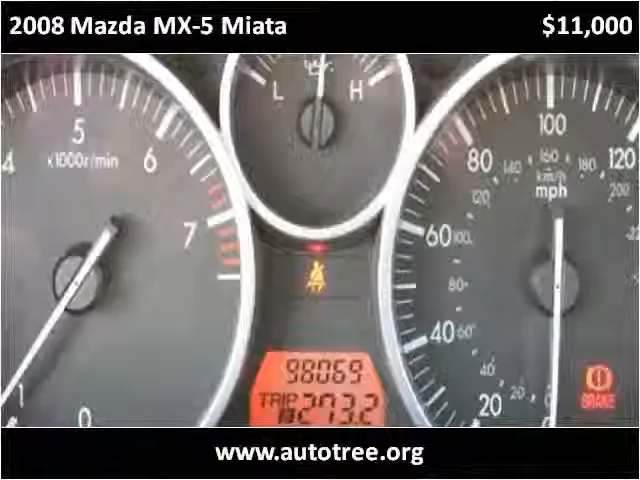 2008 Mazda MX-5 Miata $11,000
L H
5 100
4 x1000r/min 6 80 140 160 180 120
km/h
120 mph 200
7 60 100
80
40 60
98069 40 BRAKE
TRIP 273.2 20 20
1 0 0
www.autotree.org